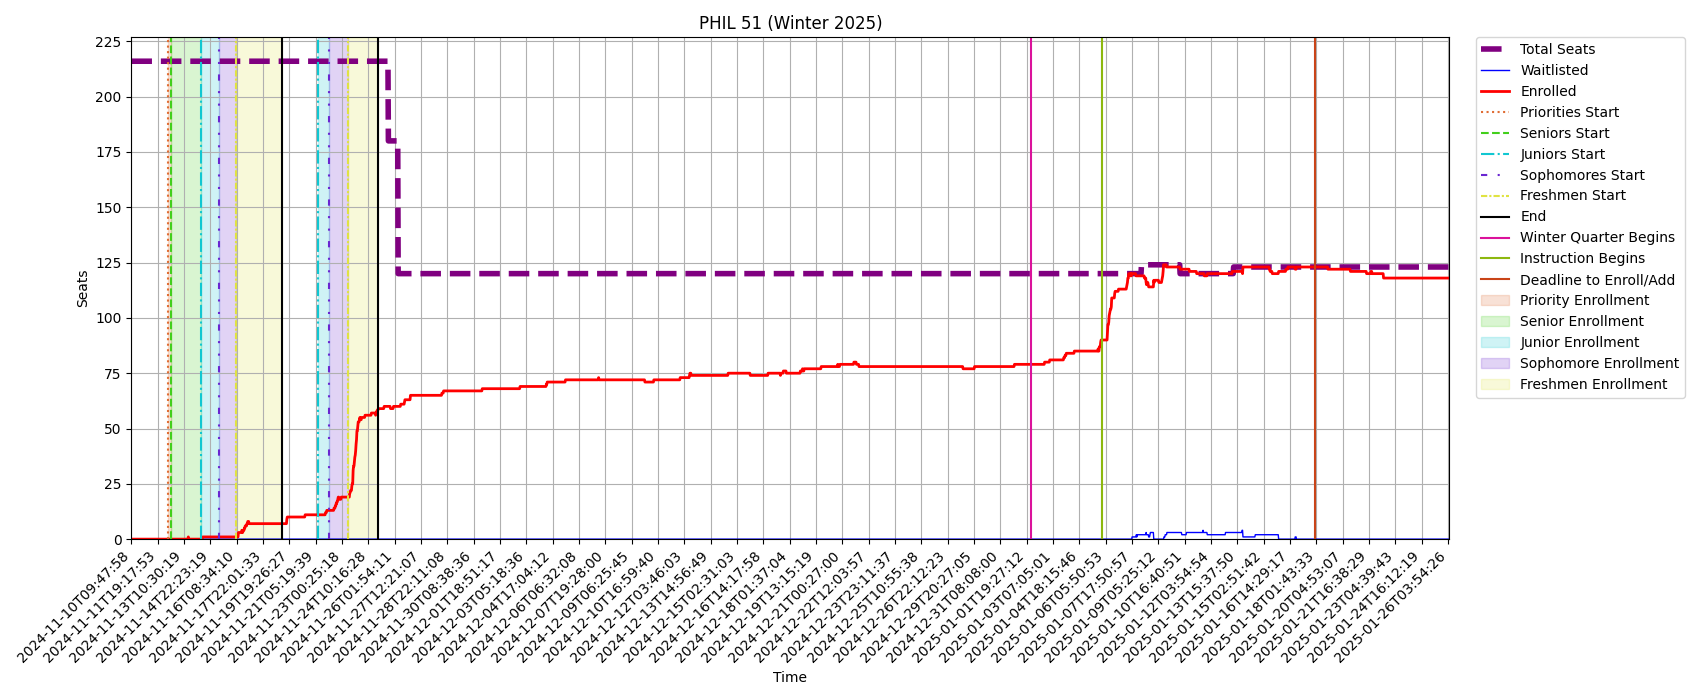 PHIL 51 (Winter 2025)
225
200
175
150
125
100
75
50
25
0
Seats
2024-11-10T09:47:58
2024-11-11T19:17:53
2024-11-13T10:30:19
2024-11-14T22:23:19
2024-11-16T08:34:10
2024-11-17T22:01:33
2024-11-19T19:26:27
2024-11-21T05:19:39
2024-11-23T00:25:18
2024-11-24T10:16:28
2024-11-26T01:54:11
2024-11-27T12:21:07
2024-11-28T22:11:08
2024-11-30T08:38:36
2024-12-01T18:51:17
2024-12-03T05:18:36
2024-12-04T17:04:12
2024-12-06T06:32:08
2024-12-07T19:28:00
2024-12-09T06:25:45
2024-12-10T16:59:40
2024-12-12T03:46:03
2024-12-13T14:56:49
2024-12-15T02:31:03
2024-12-16T14:17:58
2024-12-18T01:37:04
2024-12-19T13:15:19
2024-12-21T00:27:00
2024-12-22T12:03:57
2024-12-23T23:11:37
2024-12-25T10:55:38
2024-12-26T22:12:23
2024-12-29T20:27:05
2024-12-31T08:08:00
2025-01-01T19:27:12
2025-01-03T07:05:01
2025-01-04T18:15:46
2025-01-06T05:50:53
2025-01-07T17:50:57
2025-01-09T05:25:12
2025-01-10T16:40:51
2025-01-12T03:54:54
2025-01-13T15:37:50
2025-01-15T02:51:42
2025-01-16T14:29:17
2025-01-18T01:43:33
2025-01-20T04:53:07
2025-01-21T16:38:29
2025-01-23T04:39:43
2025-01-24T16:12:19
2025-01-26T03:54:26
Time
Total Seats
Waitlisted
Enrolled
Priorities Start
Seniors Start
Juniors Start
Sophomores Start
Freshmen Start
End
Winter Quarter Begins
Instruction Begins
Deadline to Enroll/Add
Priority Enrollment
Senior Enrollment
Junior Enrollment
Sophomore Enrollment
Freshmen Enrollment